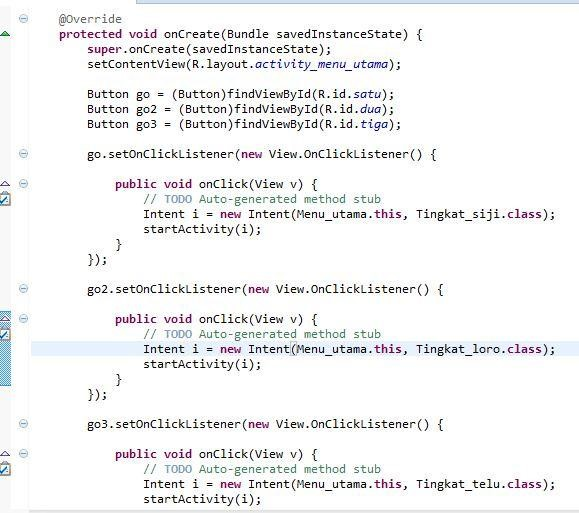 @Override
protected void onCreate(Bundle savedInstanceState) {
super.onCreate(savedInstanceState);
setContentView(R.layout.activity_menu_utama);
Button go = (Button)findViewById(R.id.satu);
Button go2 = (Button)findViewById(R.id.dua);
Button go3 = (Button)findViewById(R.id.tiga);
go.setOnClickListener(new View.OnClickListener() {
public void onClick(View v) {
// TODO Auto-generated method stub
Intent i = new Intent(Menu_utama.this, Tingkat_siji.class);
startActivity(i);
}
});
go2.setOnClickListener(new View.OnClickListener() {
public void onClick(View v) {
// TODO Auto-generated method stub
Intent i = new Intent(Menu_utama.this, Tingkat_loro.class);
startActivity(i);
}
});
go3.setOnClickListener(new View.OnClickListener() {
public void onClick(View v) {
// TODO Auto-generated method stub
Intent i = new Intent(Menu_utama.this, Tingkat_telu.class);
startActivity(i);